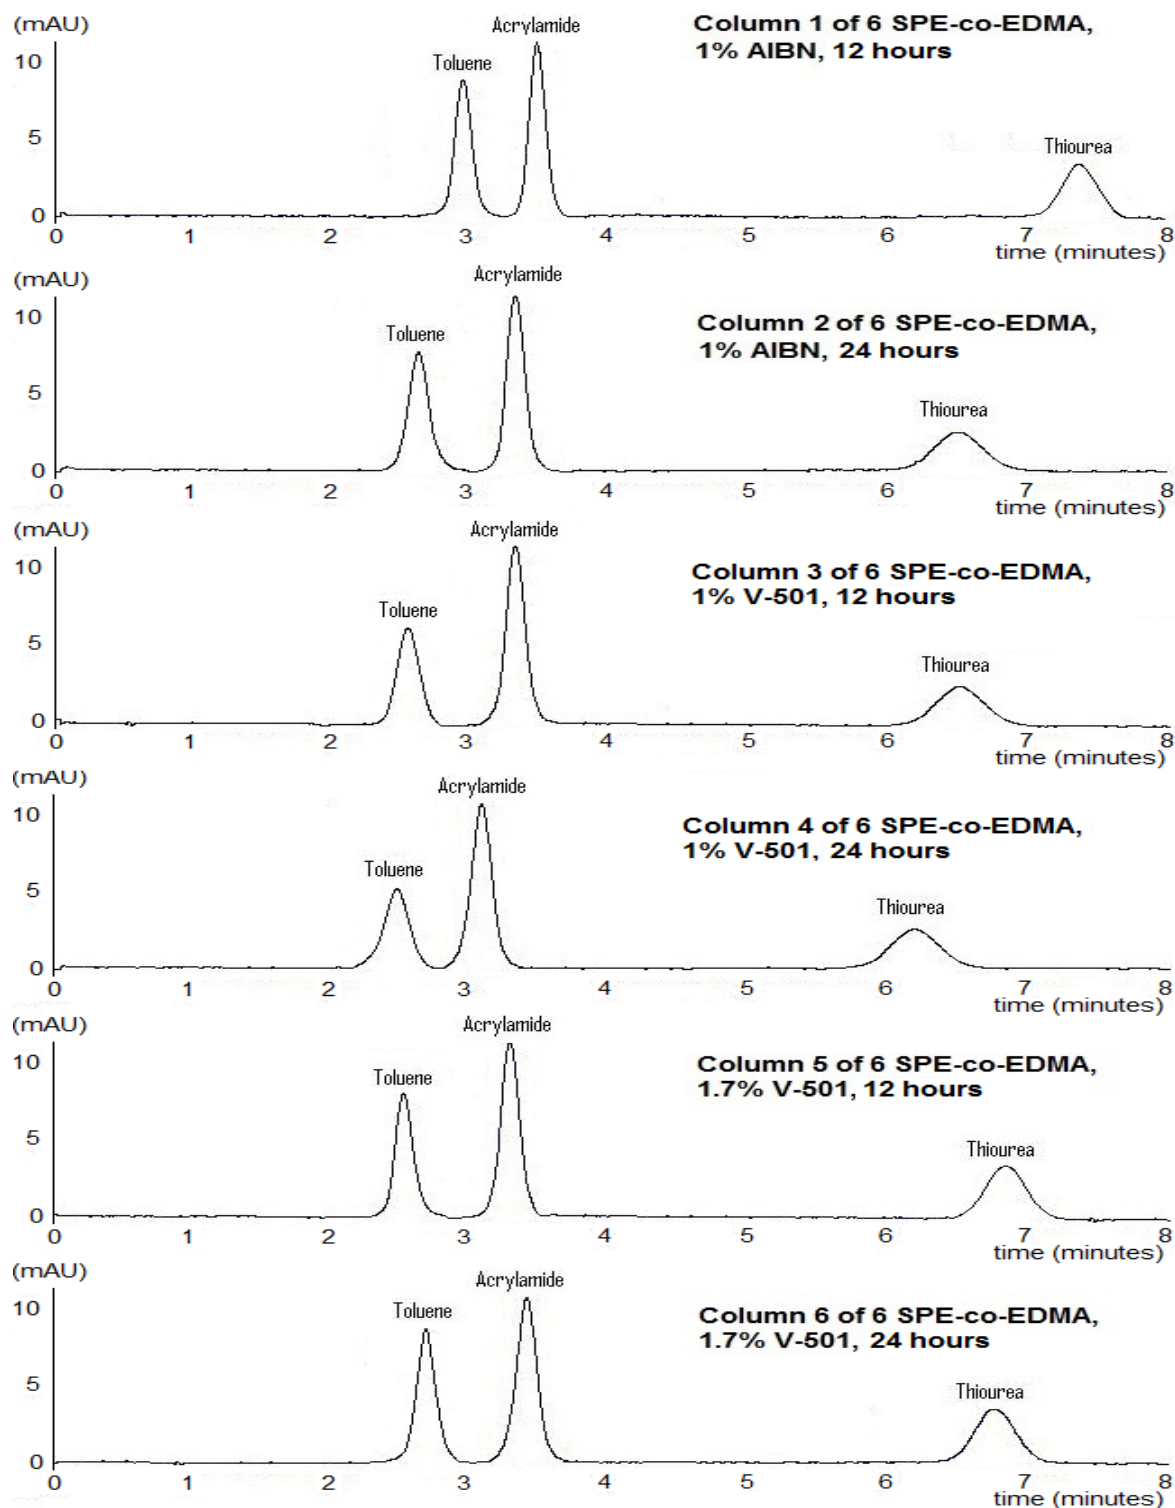 (mAU)
Acrylamide
Column 1 of 6 SPE-co-EDMA,
1% AIBN, 12 hours
10
Toluene
5
Thiourea
0
0 1 2 3 4 5 6 7 8
time (minutes)
(mAU)
Acrylamide
10
Column 2 of 6 SPE-co-EDMA,
1% AIBN, 24 hours
Toluene
5
Thiourea
0
0 1 2 3 4 5 6 7 8
time (minutes)
(mAU)
Acrylamide
10
Column 3 of 6 SPE-co-EDMA,
1% V-501, 12 hours
Toluene
5
Thiourea
0
0 1 2 3 4 5 6 7 8
time (minutes)
(mAU)
Acrylamide
10
Column 4 of 6 SPE-co-EDMA,
1% V-501, 24 hours
Toluene
5
Thiourea
0
0 1 2 3 4 5 6 7 8
time (minutes)
(mAU)
Acrylamide
10
Column 5 of 6 SPE-co-EDMA,
1.7% V-501, 12 hours
Toluene
5
Thiourea
0
0 1 2 3 4 5 6 7 8
time (minutes)
(mAU)
Acrylamide
10
Toluene
Column 6 of 6 SPE-co-EDMA,
1.7% V-501, 24 hours
5
Thiourea
0
0 1 2 3 4 5 6 7 8
time (minutes)